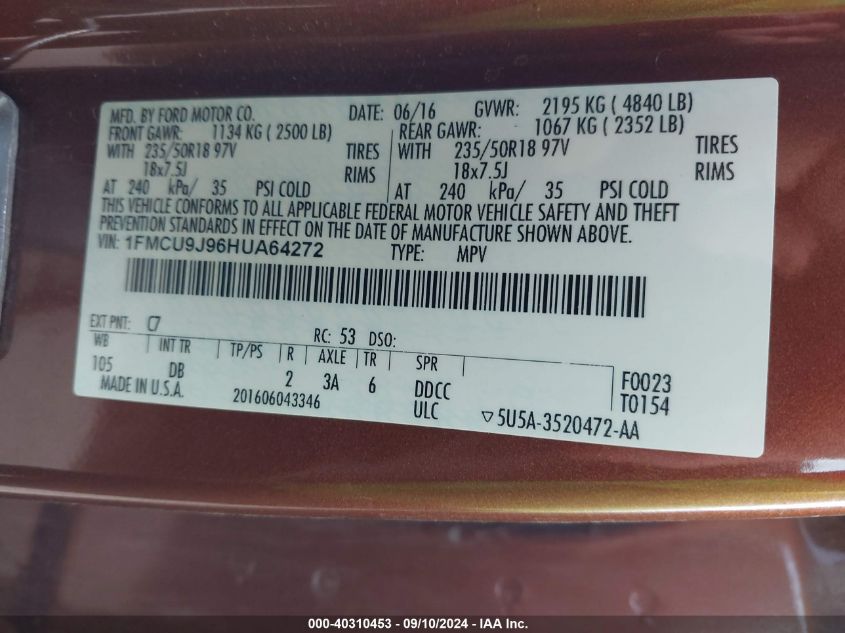 MFD. BY FORD MOTOR CO. DATE: 06/16 GVWR: 2195 KG ( 4840 LB)
FRONT GAWR: 1134 KG ( 2500 LB) REAR GAWR: 1067 KG ( 2352 LB)
WITH 235/50R18 97V TIRES WITH 235/50R18 97V TIRES
18x7.5J RIMS 18x7.5J RIMS
AT 240 kPa/ 35 PSI COLD AT 240 kPa/ 35 PSI COLD
THIS VEHICLE CONFORMS TO ALL APPLICABLE FEDERAL MOTOR VEHICLE SAFETY AND THEFT
PREVENTION STANDARDS IN EFFECT ON THE DATE OF MANUFACTURE SHOWN ABOVE.
VIN: 1FMCU9J96HUA64272 TYPE: MPV
EXT PNT: C7 RC: 53 DSO:
WB INT TR TP/PS R AXLE TR SPR
105 DB 2 3A 6 DDCC F0023
MADE IN U.S.A. 201606043346 ULC ▽5U5A-3520472-AA T0154
000-40310453 - 09/10/2024 - IAA Inc.